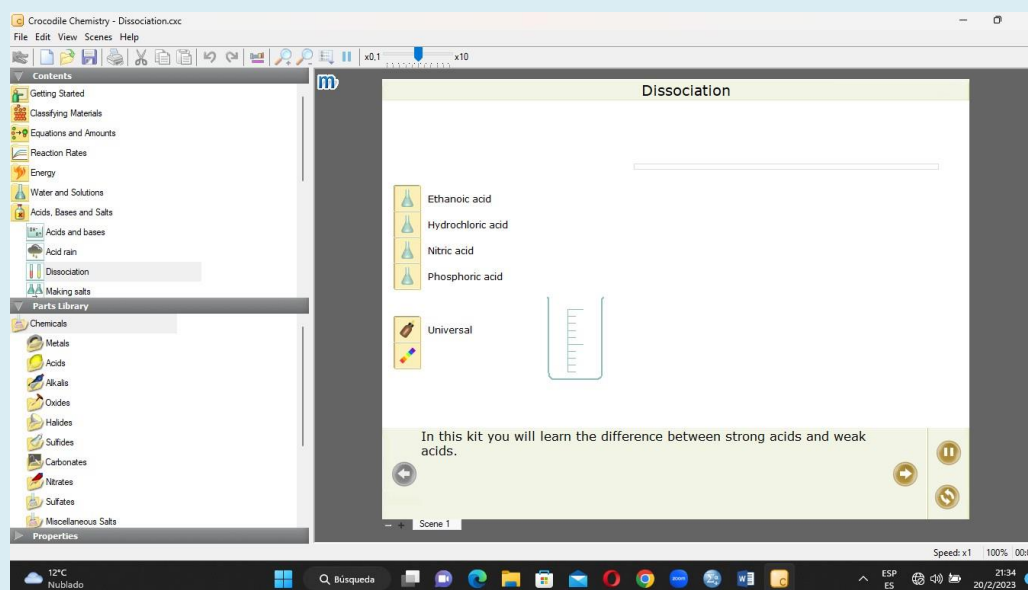 Crocodile Chemistry - Dissociation.cxc
File Edit View Scenes Help
x0,1 x10
Contents
Getting Started
Classifying Materials
Equations and Amounts
Reaction Rates
Energy
Water and Solutions
Acids, Bases and Salts
Acids and bases
Acid rain
Dissociation
Making salts
Parts Library
Chemicals
Metals
Acids
Alkalis
Oxides
Halides
Sulfides
Carbonates
Nitrates
Sulfates
Miscellaneous Salts
Properties
m
Dissociation
Ethanoic acid
Hydrochloric acid
Nitric acid
Phosphoric acid
Universal
In this kit you will learn the difference between strong acids and weak
acids.
Scene 1
Speed: x1 100%
12°C
Nublado
Búsqueda
zoom
ESP
ES
21:34
20/2/2023